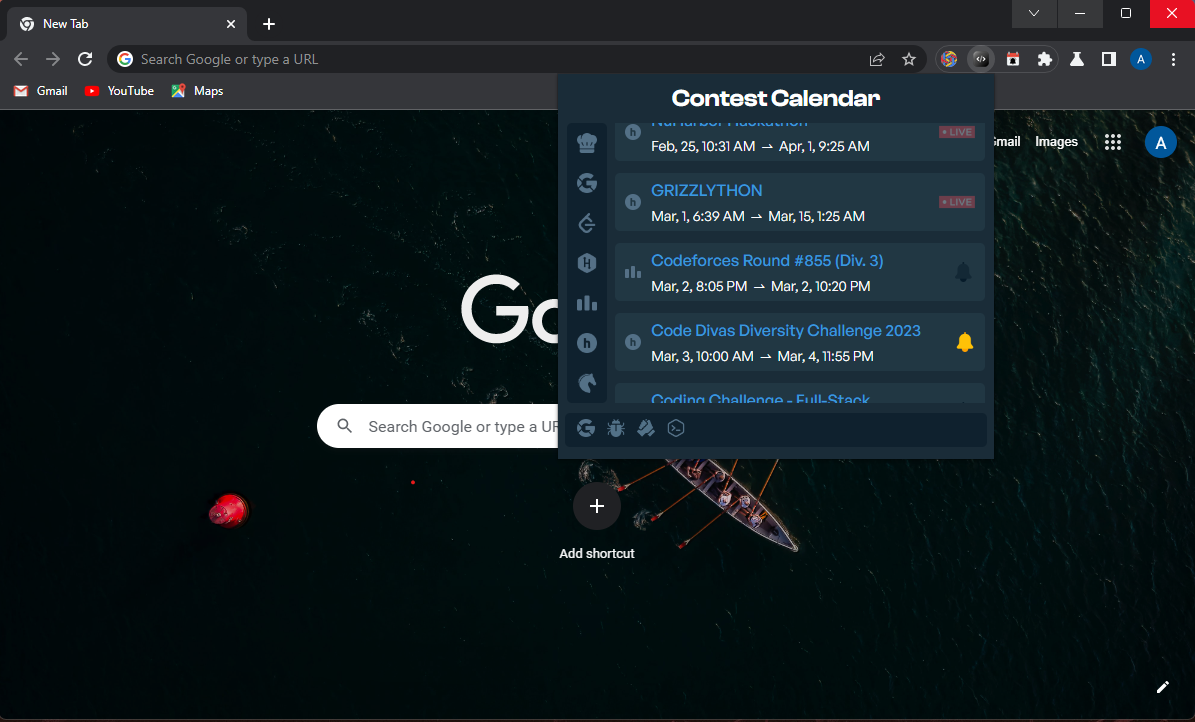 New Tab
Search Google or type a URL
A
Gmail
YouTube
Maps
Contest Calendar
NuHarbor Hackathon
LIVE
Feb, 25, 10:31 AM → Apr, 1, 9:25 AM
GRIZZLYTHON
LIVE
Mar, 1, 6:39 AM → Mar, 15, 1:25 AM
Codeforces Round #855 (Div. 3)
Mar, 2, 8:05 PM → Mar, 2, 10:20 PM
Code Divas Diversity Challenge 2023
Mar, 3, 10:00 AM → Mar, 4, 11:55 PM
Coding Challenge - Full-Stack
Gmail
Images
A
Go
Search Google or type a UR
Add shortcut